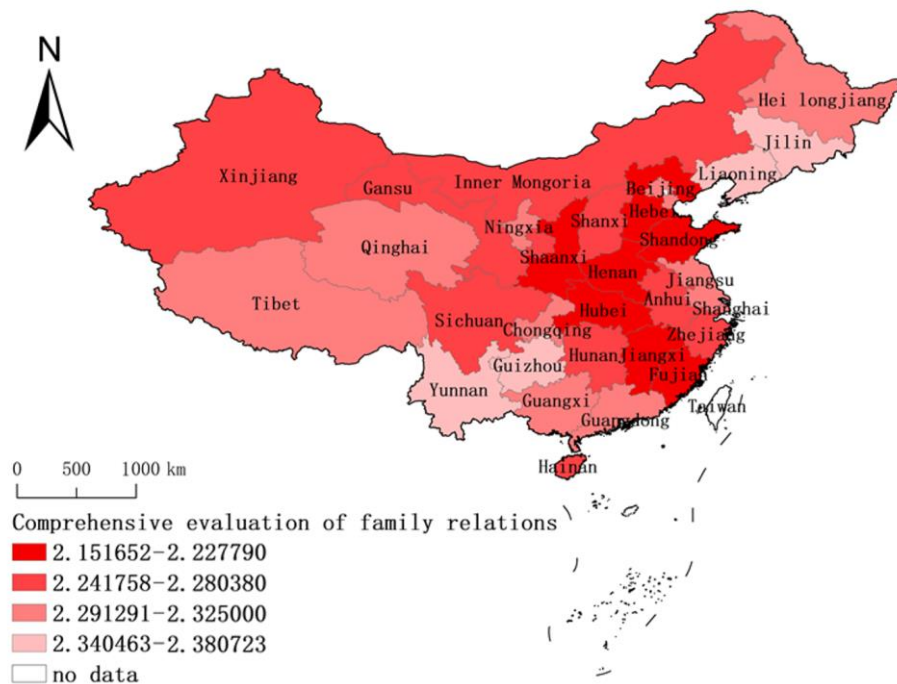 N
Hei longjiang
Jilin
Liaoning
Xinjiang
Gansu
Inner Mongoria
Beijing
Hebei
Ningxia
Shanxi
Shandong
Qinghai
Shaanxi
Henan
Jiangsu
Anhui
Shanghai
Tibet
Hubei
Sichuan
Chongqing
Zhejiang
Hunan
Jiangxi
Guizhou
Fujian
Yunnan
Guangxi
Guangdong
Taiwan
Hainan
0 500 1000 km
Comprehensive evaluation of family relations
2.151652-2.227790
2.241758-2.280380
2.291291-2.325000
2.340463-2.380723
no data